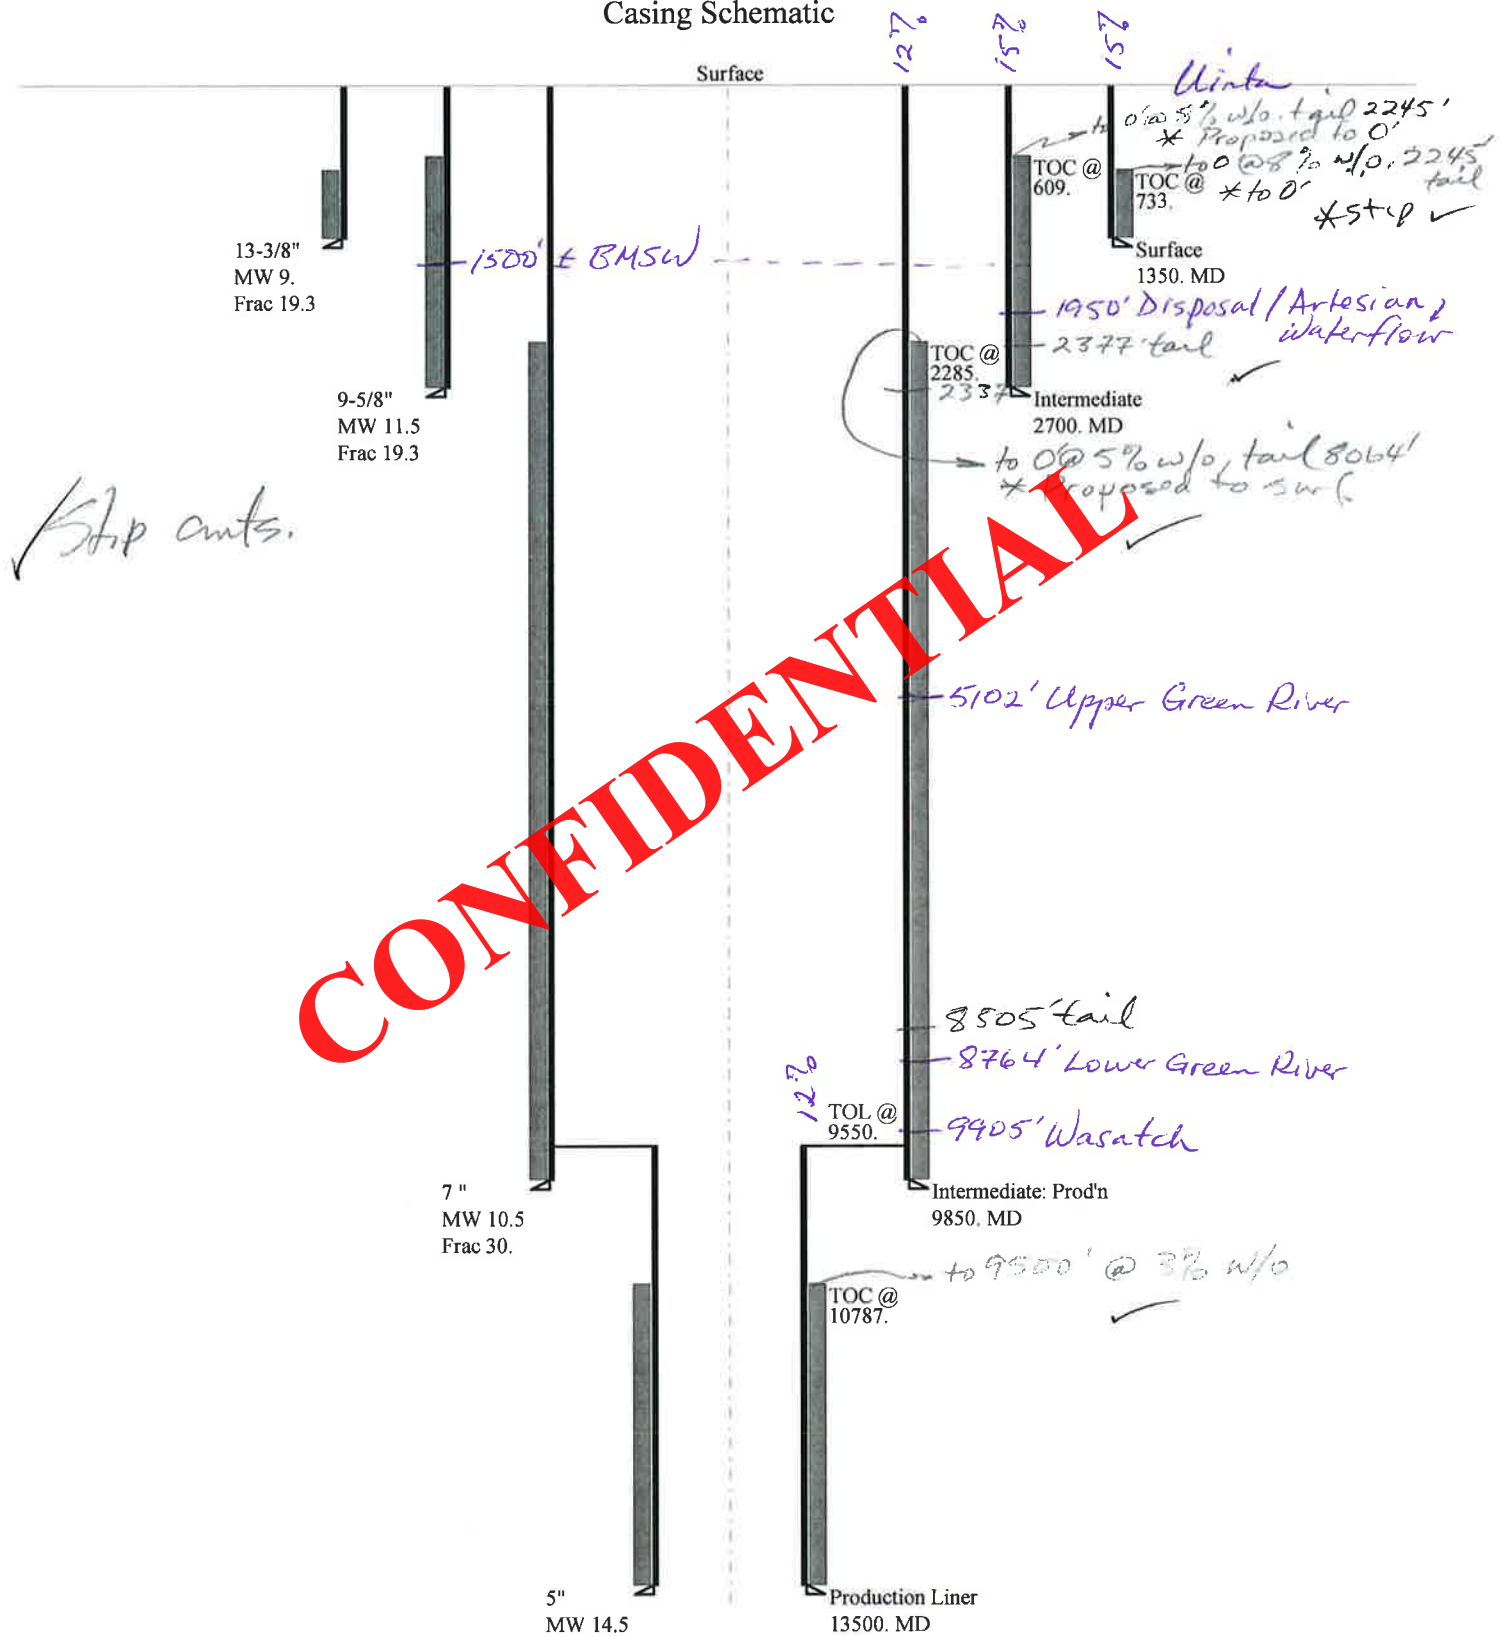 Casing Schematic
12% 15% 15%
Surface
Uinta
to 0' @ 5% w/o. tail 2245'
* Proposed to 0'
to 0 @ 8% w/o. 2245'
tail
* to 0'
* stip ✓
TOC @
609.
TOC @
733.
13-3/8"
MW 9.
Frac 19.3
Surface
1350. MD
1500' ± BMSW
1950' Disposal / Artesian
Waterflow
2377' tail
TOC @
2285.
2337
9-5/8"
MW 11.5
Frac 19.3
Intermediate
2700. MD
to 0 @ 5% w/o, tail 8064'
* Proposed to surf
✓ Stip cmts.
CONFIDENTIAL
5102' Upper Green River
8505' tail
8764' Lower Green River
12%
TOL @
9550.
9905' Wasatch
7 "
MW 10.5
Frac 30.
Intermediate: Prod'n
9850. MD
to 9500' @ 3% w/o
TOC @
10787.
5"
MW 14.5
Production Liner
13500. MD